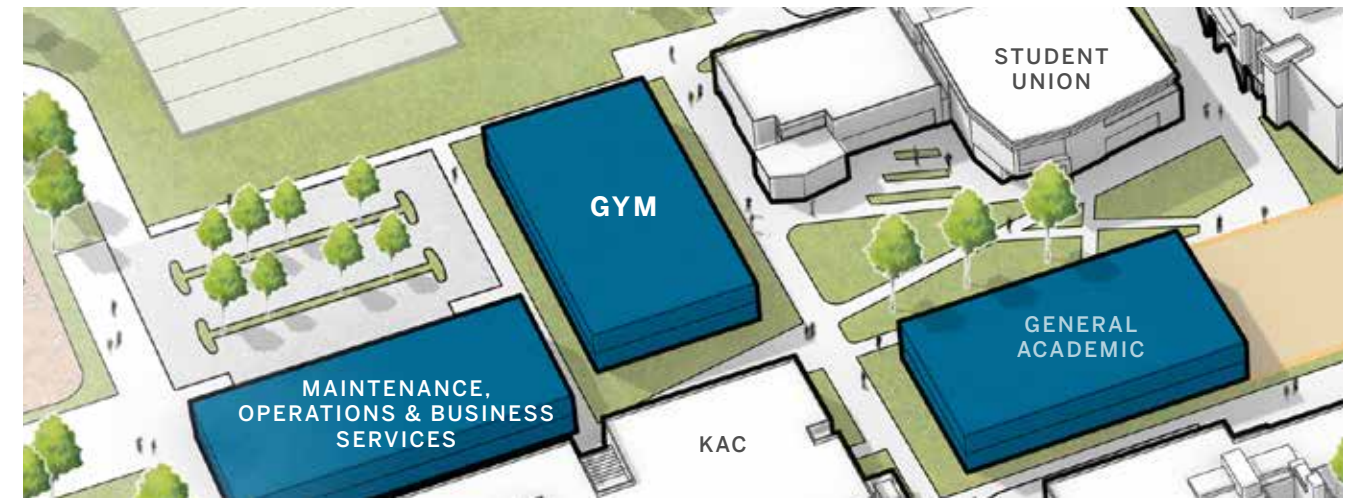 STUDENT
UNION
GYM
GENERAL
ACADEMIC
MAINTENANCE,
OPERATIONS & BUSINESS
SERVICES
KAC